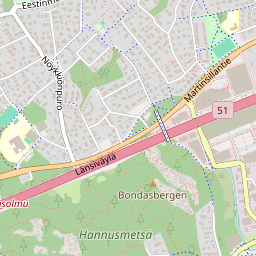 Eestinm
Nöykkiönpuro
Martinsillantie
51
Länsiväylä
solmu
Bondasbergen
Hannusmetsä